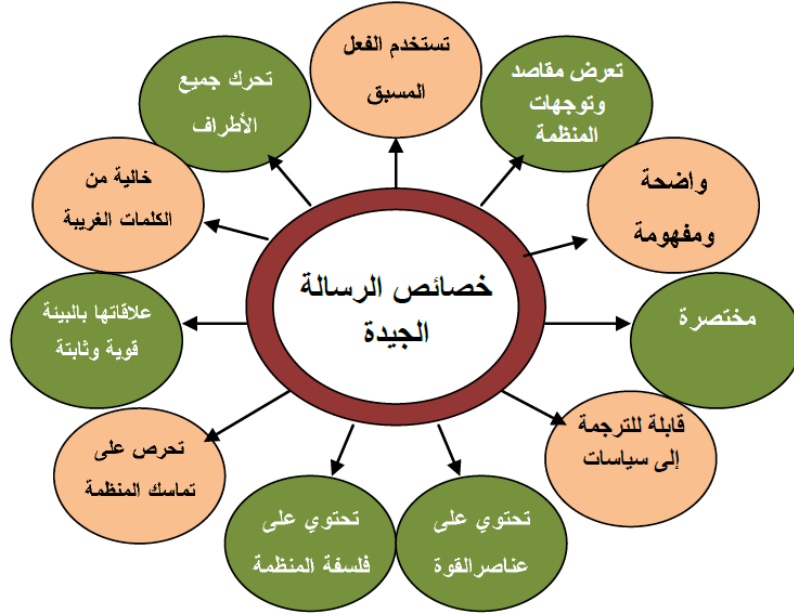 خصائص الرسالة
الجيدة
تستخدم الفعل
المسبق
تعرض مقاصد
وتوجهات
المنظمة
واضحة
ومفهومة
مختصرة
قابلة للترجمة
إلى سياسات
تحتوي على
عناصرالقوة
تحتوي على
فلسفة المنظمة
تحرص على
تماسك المنظمة
علاقاتها بالبيئة
قوية وثابتة
خالية من
الكلمات الغريبة
تحرك جميع
الأطراف